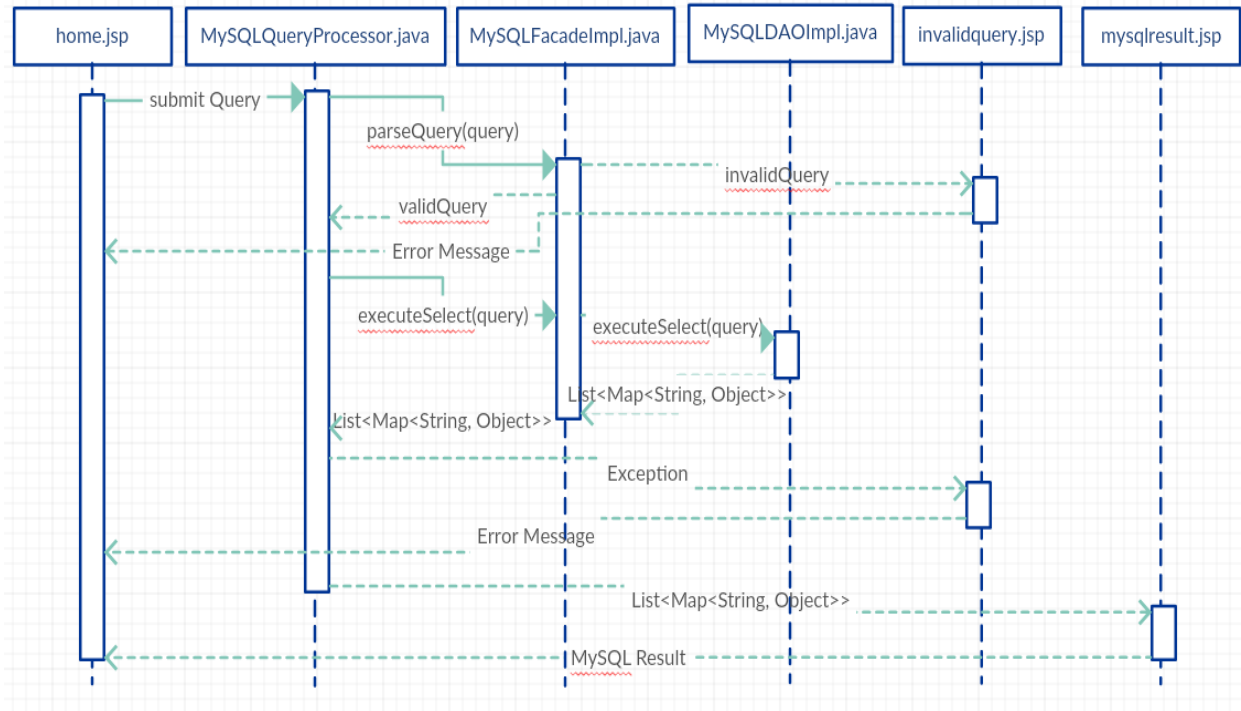 home.jsp
MySQLQueryProcessor.java
MySQLFacadeImpl.java
MySQLDAOImpl.java
invalidquery.jsp
mysqlresult.jsp
submit Query
parseQuery(query)
invalidQuery
validQuery
Error Message
executeSelect(query)
executeSelect(query)
List<Map<String, Object>>
List<Map<String, Object>>
Exception
Error Message
List<Map<String, Object>>
MySQL Result